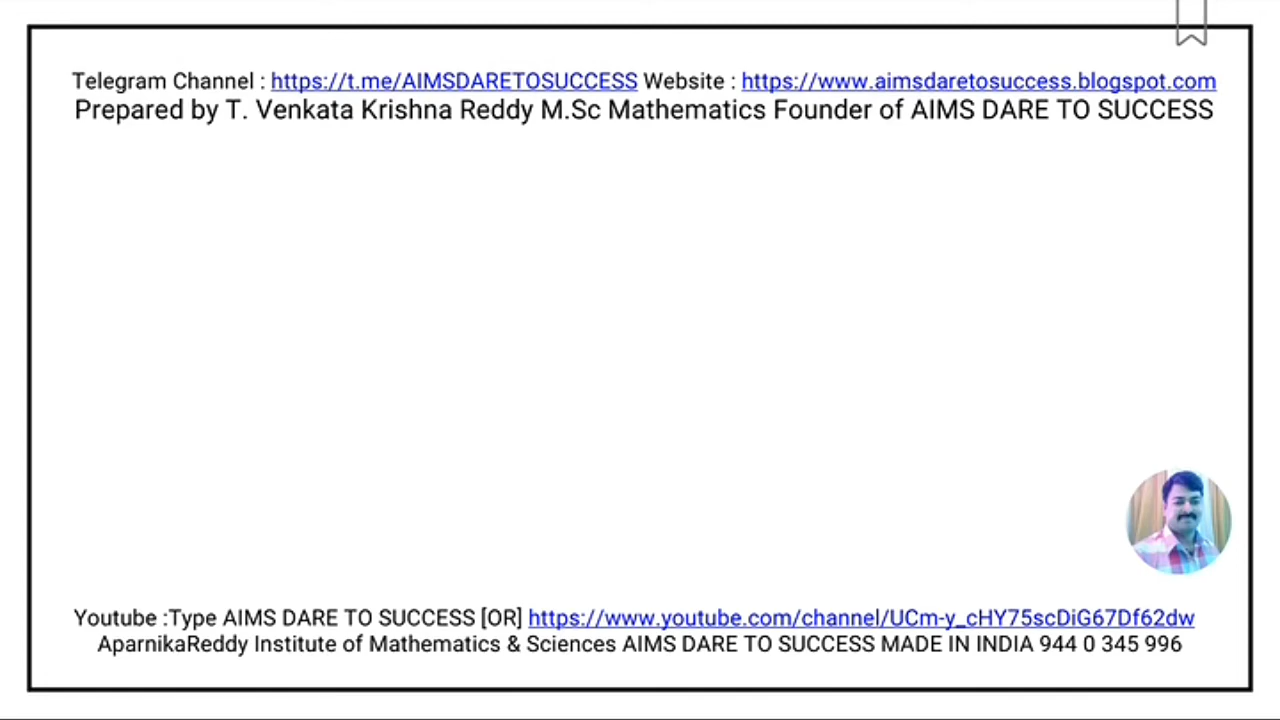 Telegram Channel : https://t.me/AIMSDARETOSUCCESS Website : https://www.aimsdaretosuccess.blogspot.com
Prepared by T. Venkata Krishna Reddy M.Sc Mathematics Founder of AIMS DARE TO SUCCESS
Youtube :Type AIMS DARE TO SUCCESS [OR] https://www.youtube.com/channel/UCm-y_cHY75scDiG67Df62dw
AparnikaReddy Institute of Mathematics & Sciences AIMS DARE TO SUCCESS MADE IN INDIA 944 0 345 996